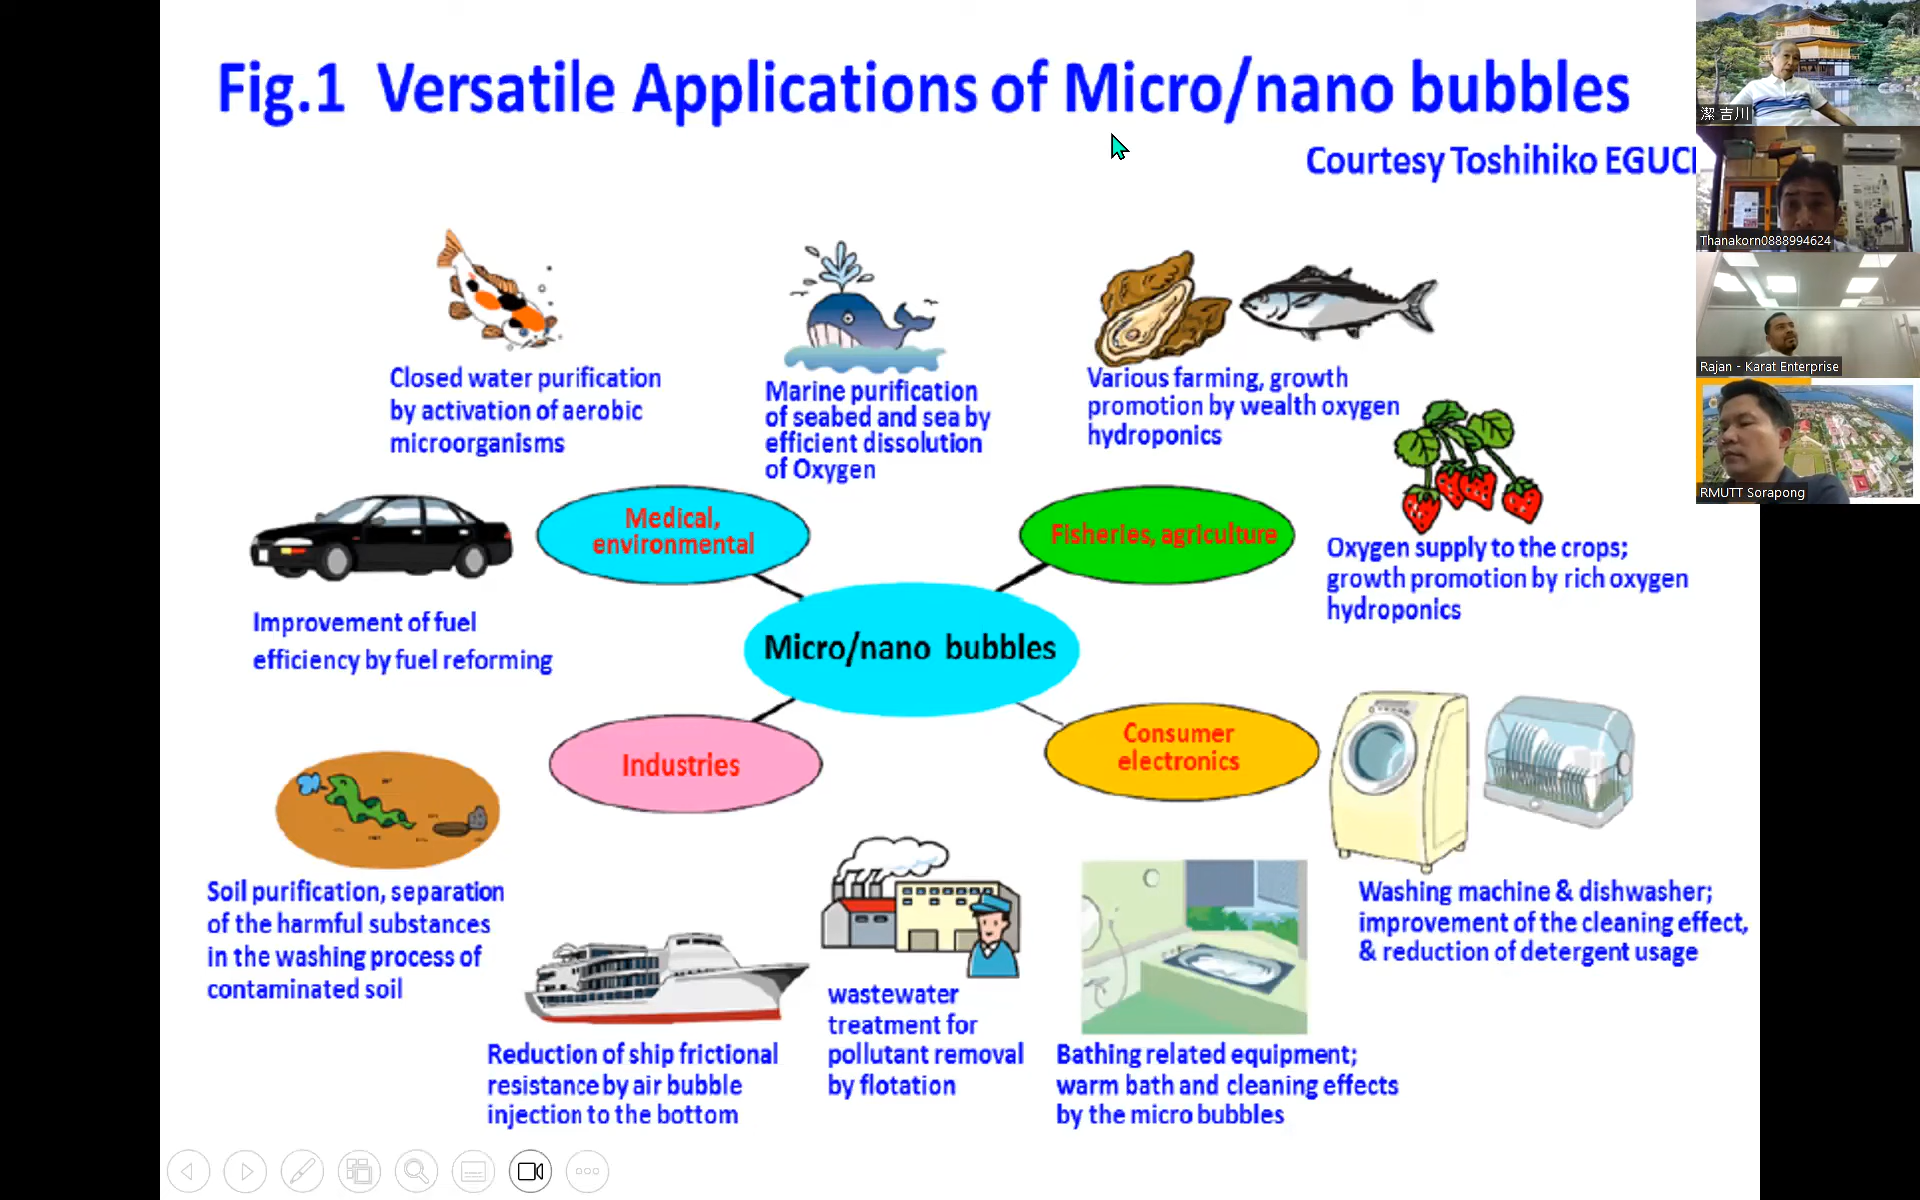 Fig.1 Versatile Applications of Micro/nano bubbles
Courtesy Toshihiko EGUCI
Closed water purification
by activation of aerobic
microorganisms
Marine purification
of seabed and sea by
efficient dissolution
of Oxygen
Various farming, growth
promotion by wealth oxygen
hydroponics
Medical,
environmental
Fisheries, agriculture
Oxygen supply to the crops;
growth promotion by rich oxygen
hydroponics
Improvement of fuel
efficiency by fuel reforming
Micro/nano bubbles
Industries
Consumer
electronics
Soil purification, separation
of the harmful substances
in the washing process of
contaminated soil
Washing machine & dishwasher;
improvement of the cleaning effect,
& reduction of detergent usage
Reduction of ship frictional
resistance by air bubble
injection to the bottom
wastewater
treatment for
pollutant removal
by flotation
Bathing related equipment;
warm bath and cleaning effects
by the micro bubbles
潔 吉川
Thanakorn0888994624
Rajan - Karat Enterprise
RMUTT Sorapong